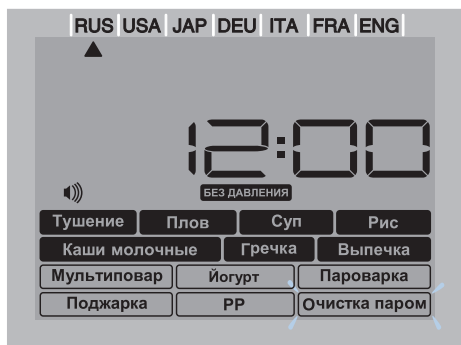 RUS USA JAP DEU ITA FRA ENG
12:00
БЕЗ ДАВЛЕНИЯ
Тушение Плов Суп Рис
Каши молочные Гречка Выпечка
Мультиповар Йогурт Пароварка
Поджарка РР Очистка паром